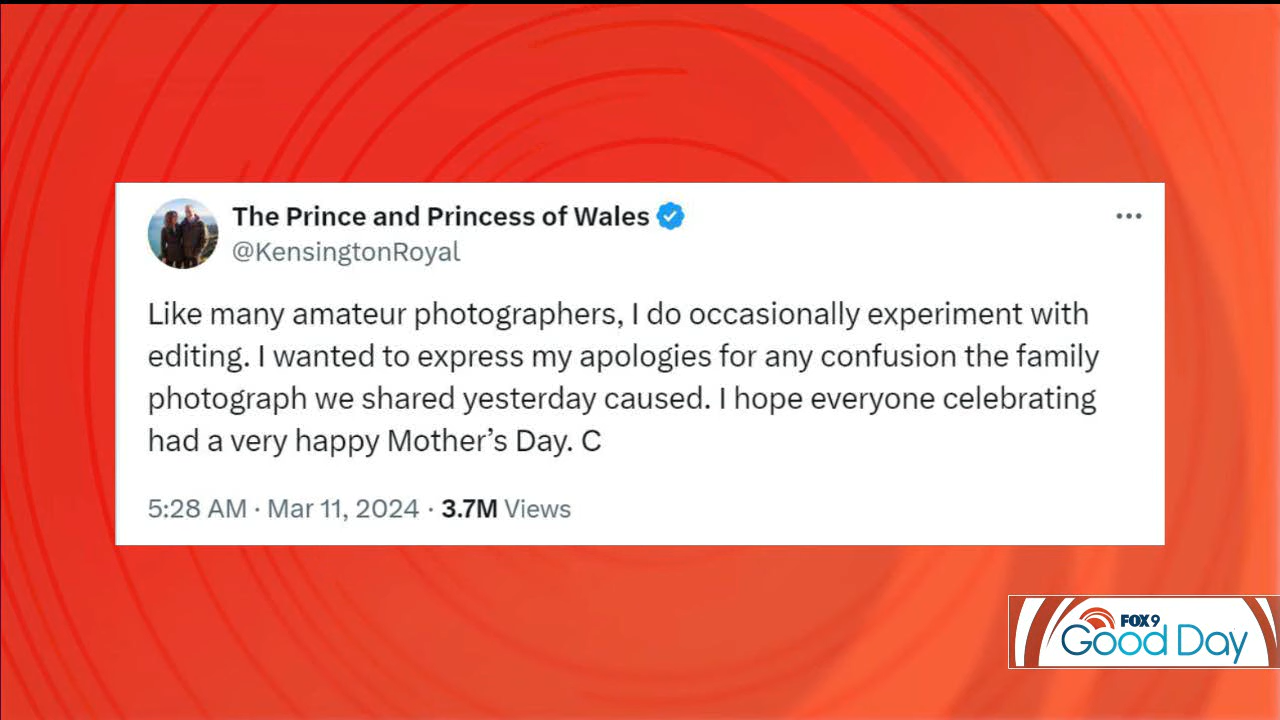 The Prince and Princess of Wales
@KensingtonRoyal
Like many amateur photographers, I do occasionally experiment with
editing. I wanted to express my apologies for any confusion the family
photograph we shared yesterday caused. I hope everyone celebrating
had a very happy Mother’s Day. C
5:28 AM · Mar 11, 2024 · 3.7M Views
FOX 9
Good Day